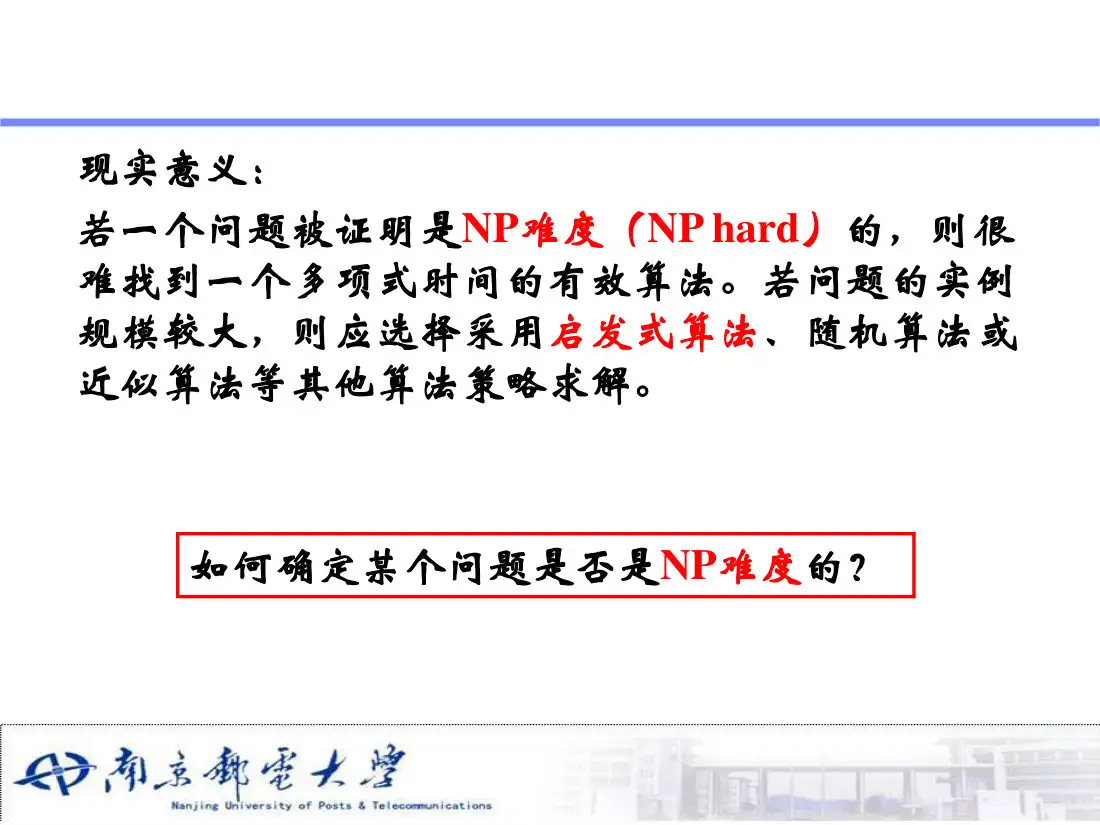 现实意义：
若一个问题被证明是NP难度（NP hard）的，则很
难找到一个多项式时间的有效算法。若问题的实例
规模较大，则应选择采用启发式算法、随机算法或
近似算法等其他算法策略求解。
如何确定某个问题是否是NP难度的？
南京郵電大學
Nanjing University of Posts & Telecommunications